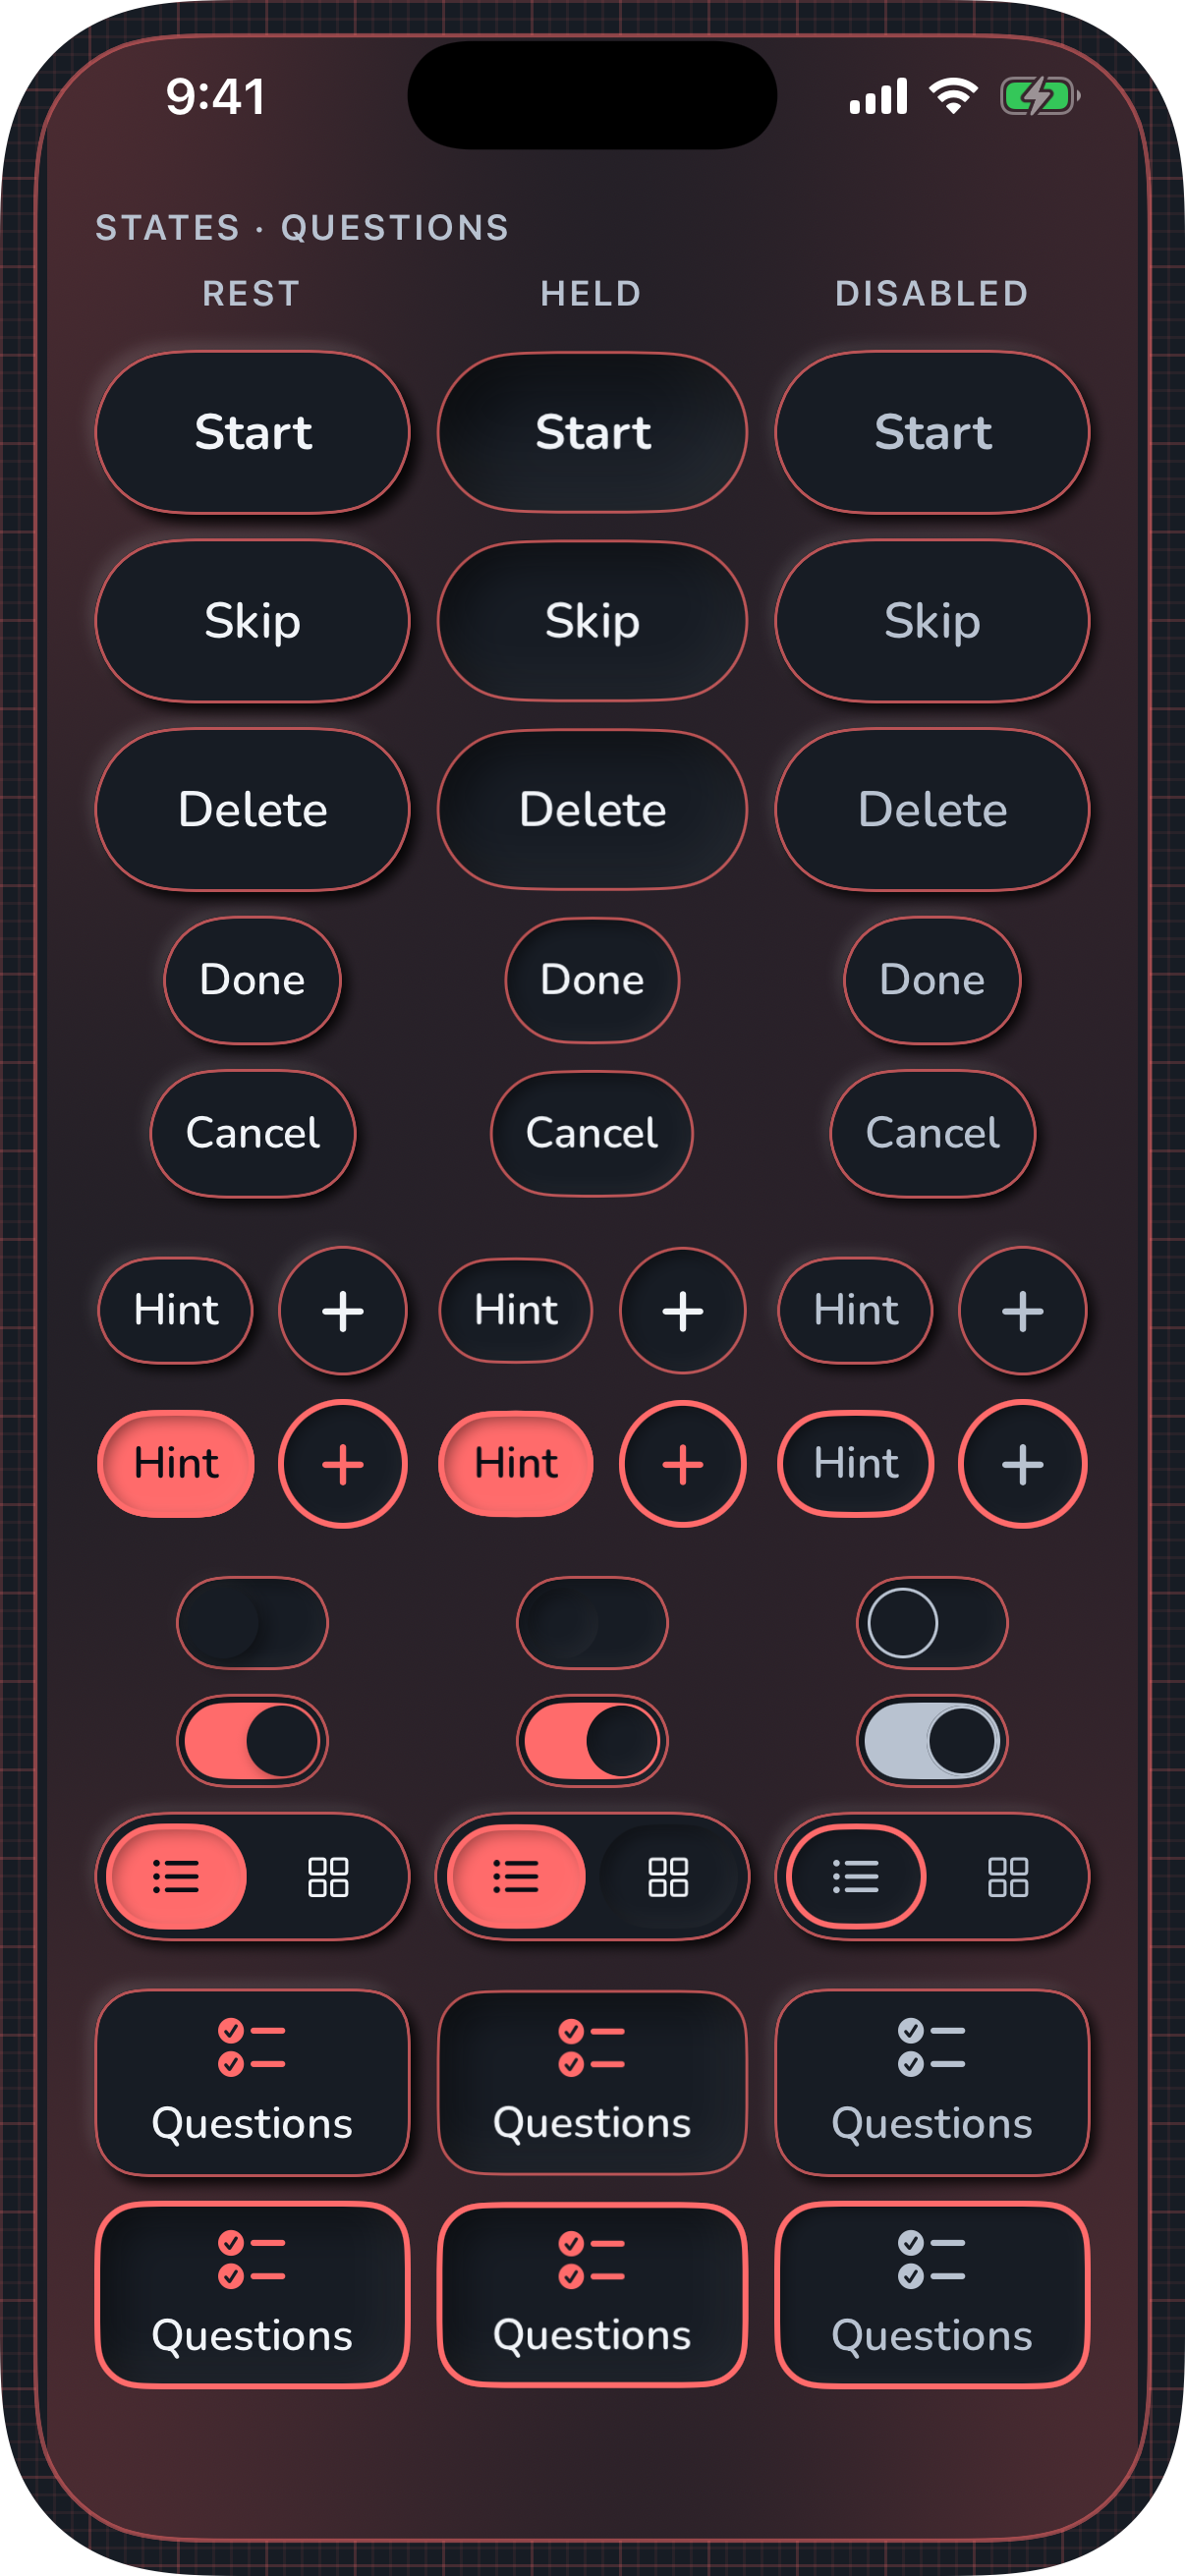 9:41
STATES · QUESTIONS
REST HELD DISABLED
Start Start Start
Skip Skip Skip
Delete Delete Delete
Done Done Done
Cancel Cancel Cancel
Hint + Hint + Hint +
Hint + Hint + Hint +
Questions Questions Questions
Questions Questions Questions